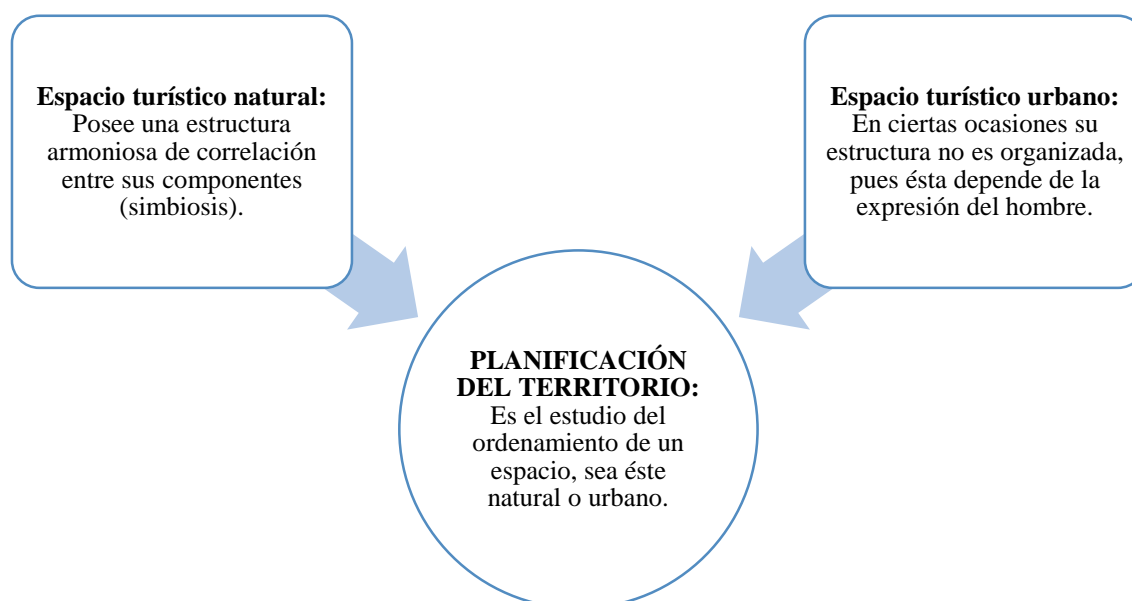 Espacio turístico natural:
Posee una estructura
armoniosa de correlación
entre sus componentes
(simbiosis).
Espacio turístico urbano:
En ciertas ocasiones su
estructura no es organizada,
pues ésta depende de la
expresión del hombre.
PLANIFICACIÓN
DEL TERRITORIO:
Es el estudio del
ordenamiento de un
espacio, sea éste
natural o urbano.